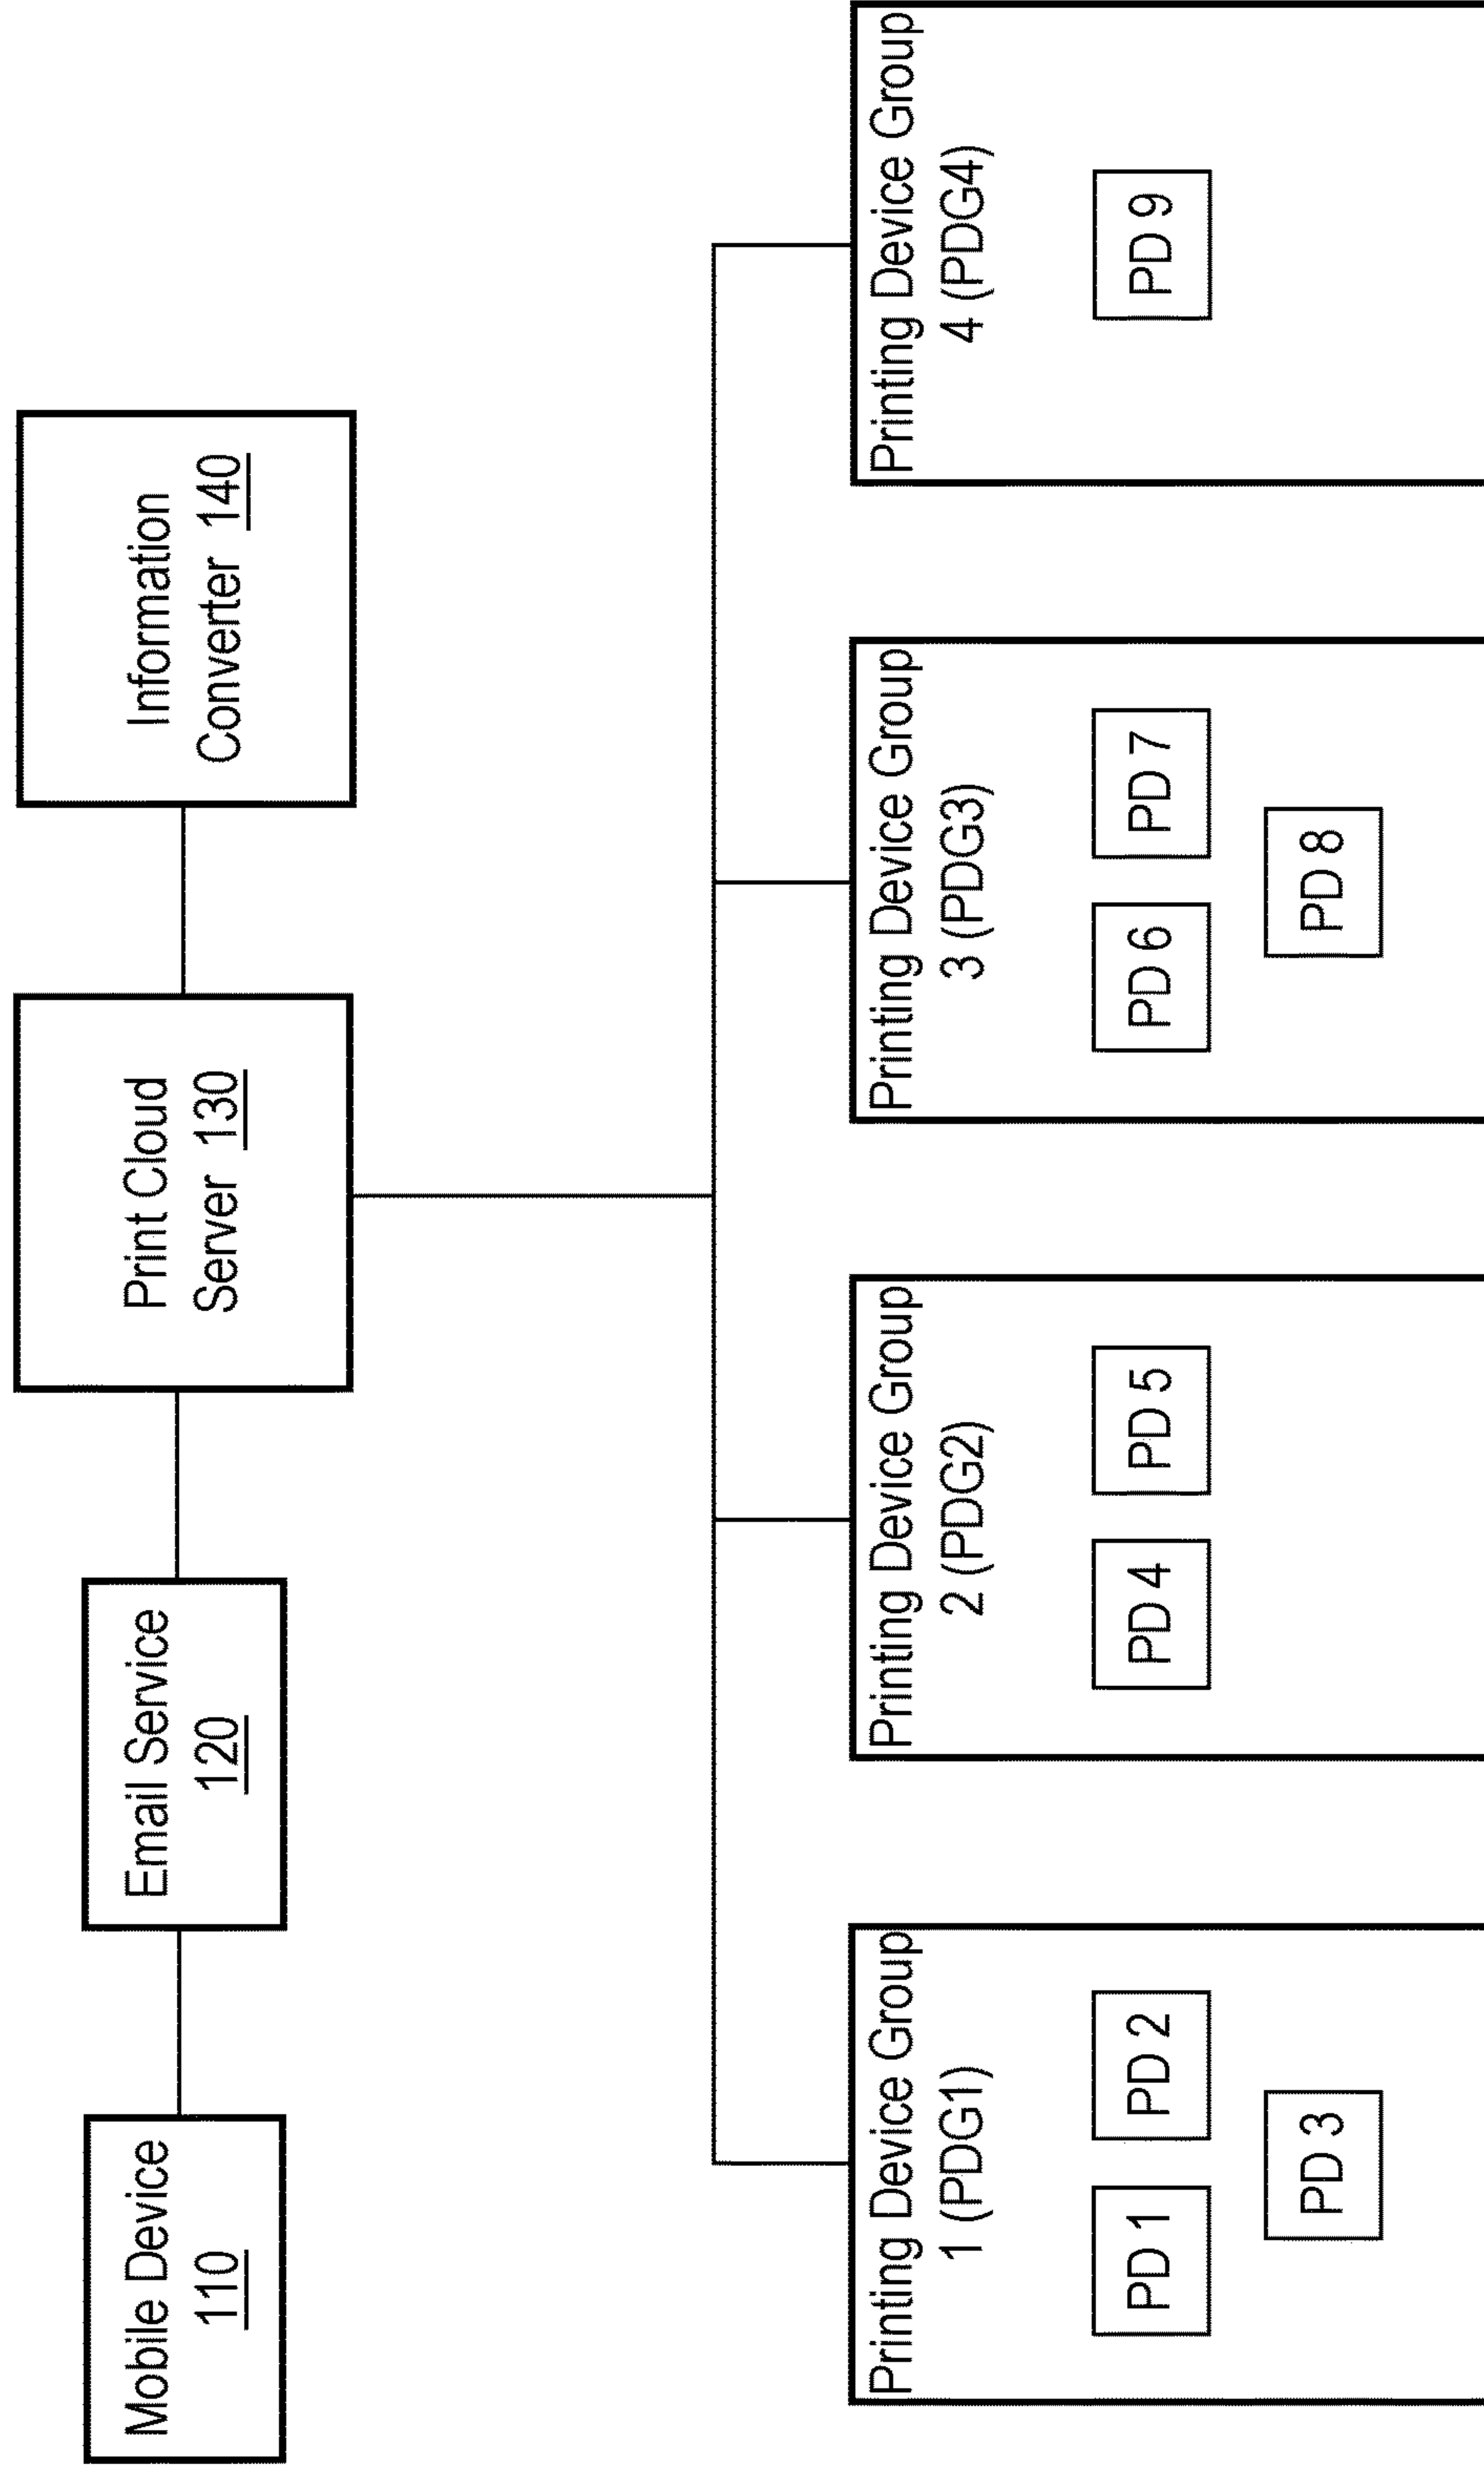 Mobile Device
110
Email Service
120
Print Cloud
Server 130
Information
Converter 140
Printing Device Group
1 (PDG1)
PD 1
PD 2
PD 3
Printing Device Group
2 (PDG2)
PD 4
PD 5
Printing Device Group
3 (PDG3)
PD 6
PD 7
PD 8
Printing Device Group
4 (PDG4)
PD 9